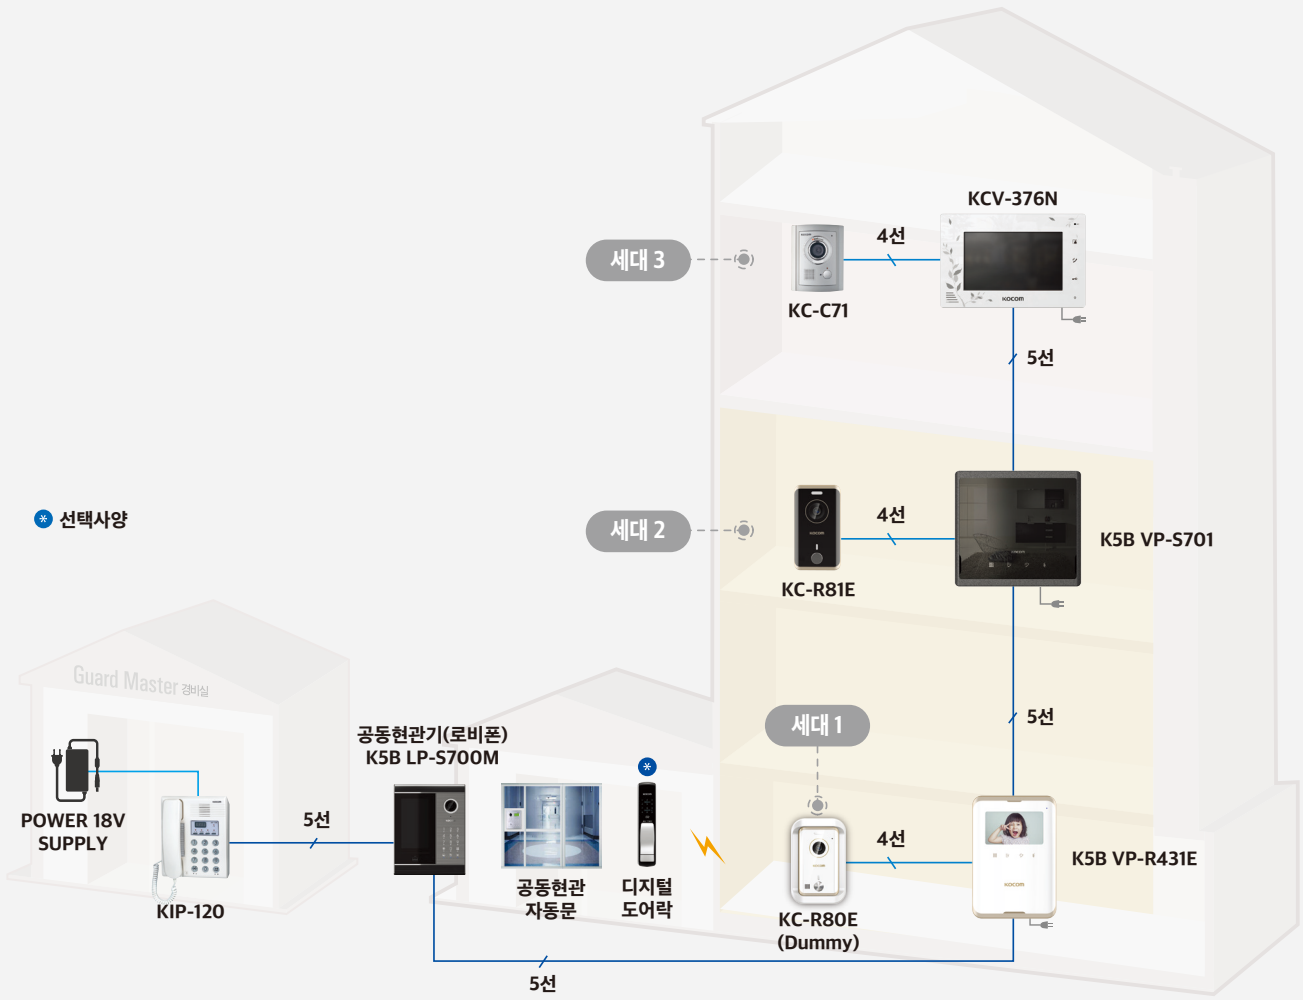 KCV-376N
4선
세대 3
KC-C71
KOCOM
5선
4선
세대 2
KOCOM
K5B VP-S701
KC-R81E
선택사양
5선
세대 1
Guard Master 경비실
공동현관기(로비폰)
K5B LP-S700M
POWER 18V
SUPPLY
5선
4선
K5B VP-R431E
KOCOM
공동현관
자동문
디지털
도어락
KIP-120
KC-R80E
(Dummy)
5선